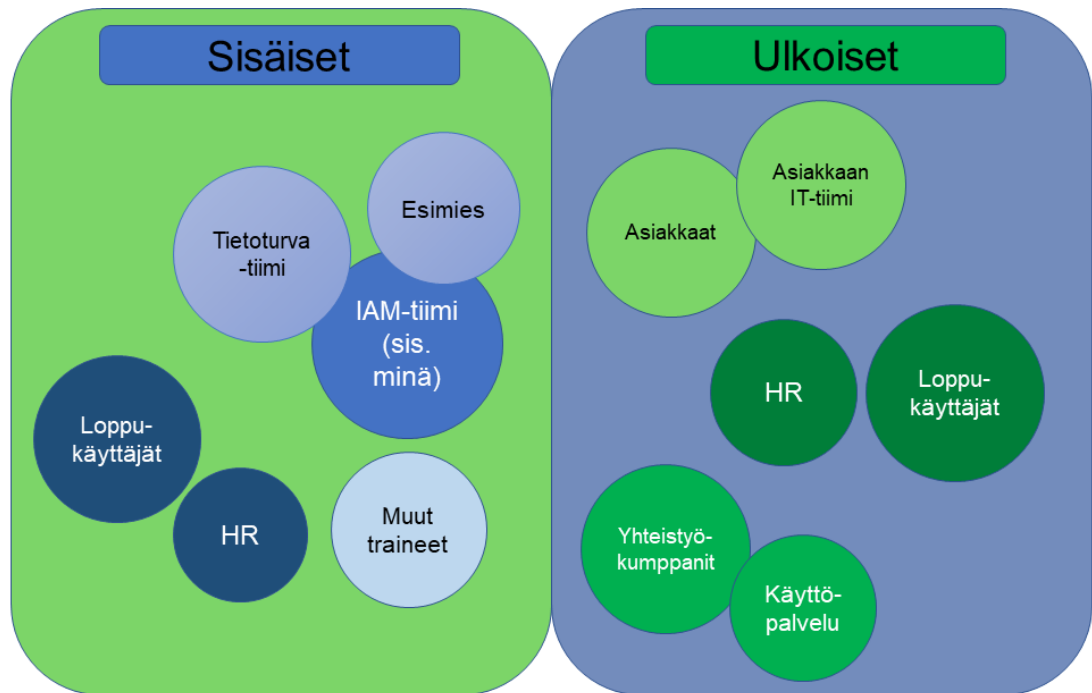 Sisäiset
Tietoturva
-tiimi
Esimies
IAM-tiimi
(sis.
minä)
Loppu-
käyttäjät
HR
Muut
traineet
Ulkoiset
Asiakkaat
Asiakkaan
IT-tiimi
HR
Loppu-
käyttäjät
Yhteistyö-
kumppanit
Käyttö-
palvelu